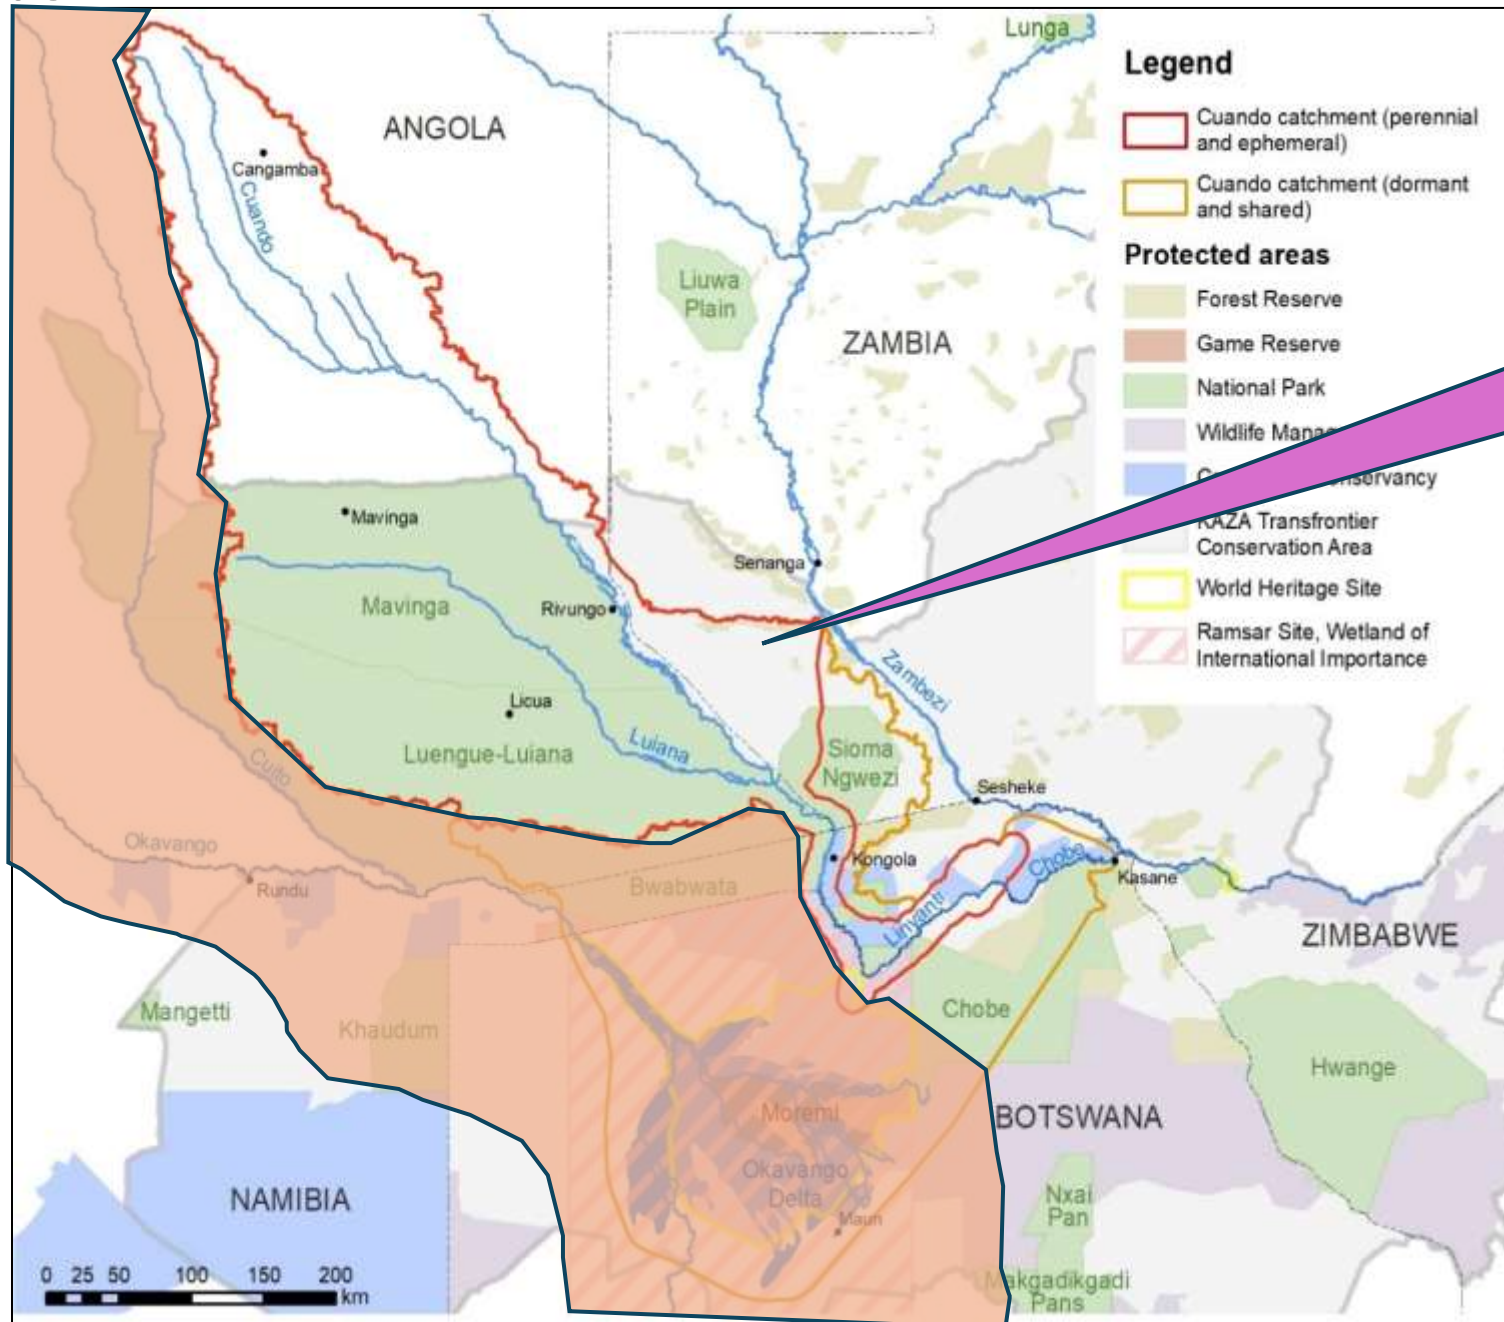 Lunga
ANGOLA
Cangamba
Cuando
Liuwa
Plain
ZAMBIA
Mavinga
Senanga
Mavinga
Rivungo
Zambezi
Licua
Luiana
Luengue-Luiana
Sioma
Ngwezi
Cuito
Sesheke
Okavango
Rundu
Bwabwata
Kongola
Chobe
Kasane
Linyanti
ZIMBABWE
Mangetti
Khaudum
Chobe
Hwange
Moremi
BOTSWANA
Okavango
Delta
Maun
NAMIBIA
Nxai
Pan
Makgadikgadi
Pans
0 25 50 100 150 200
km
Legend
Cuando catchment (perennial
and ephemeral)
Cuando catchment (dormant
and shared)
Protected areas
Forest Reserve
Game Reserve
National Park
Wildlife
KAZA Transfrontier
Conservation Area
World Heritage Site
Ramsar Site, Wetland of
International Importance